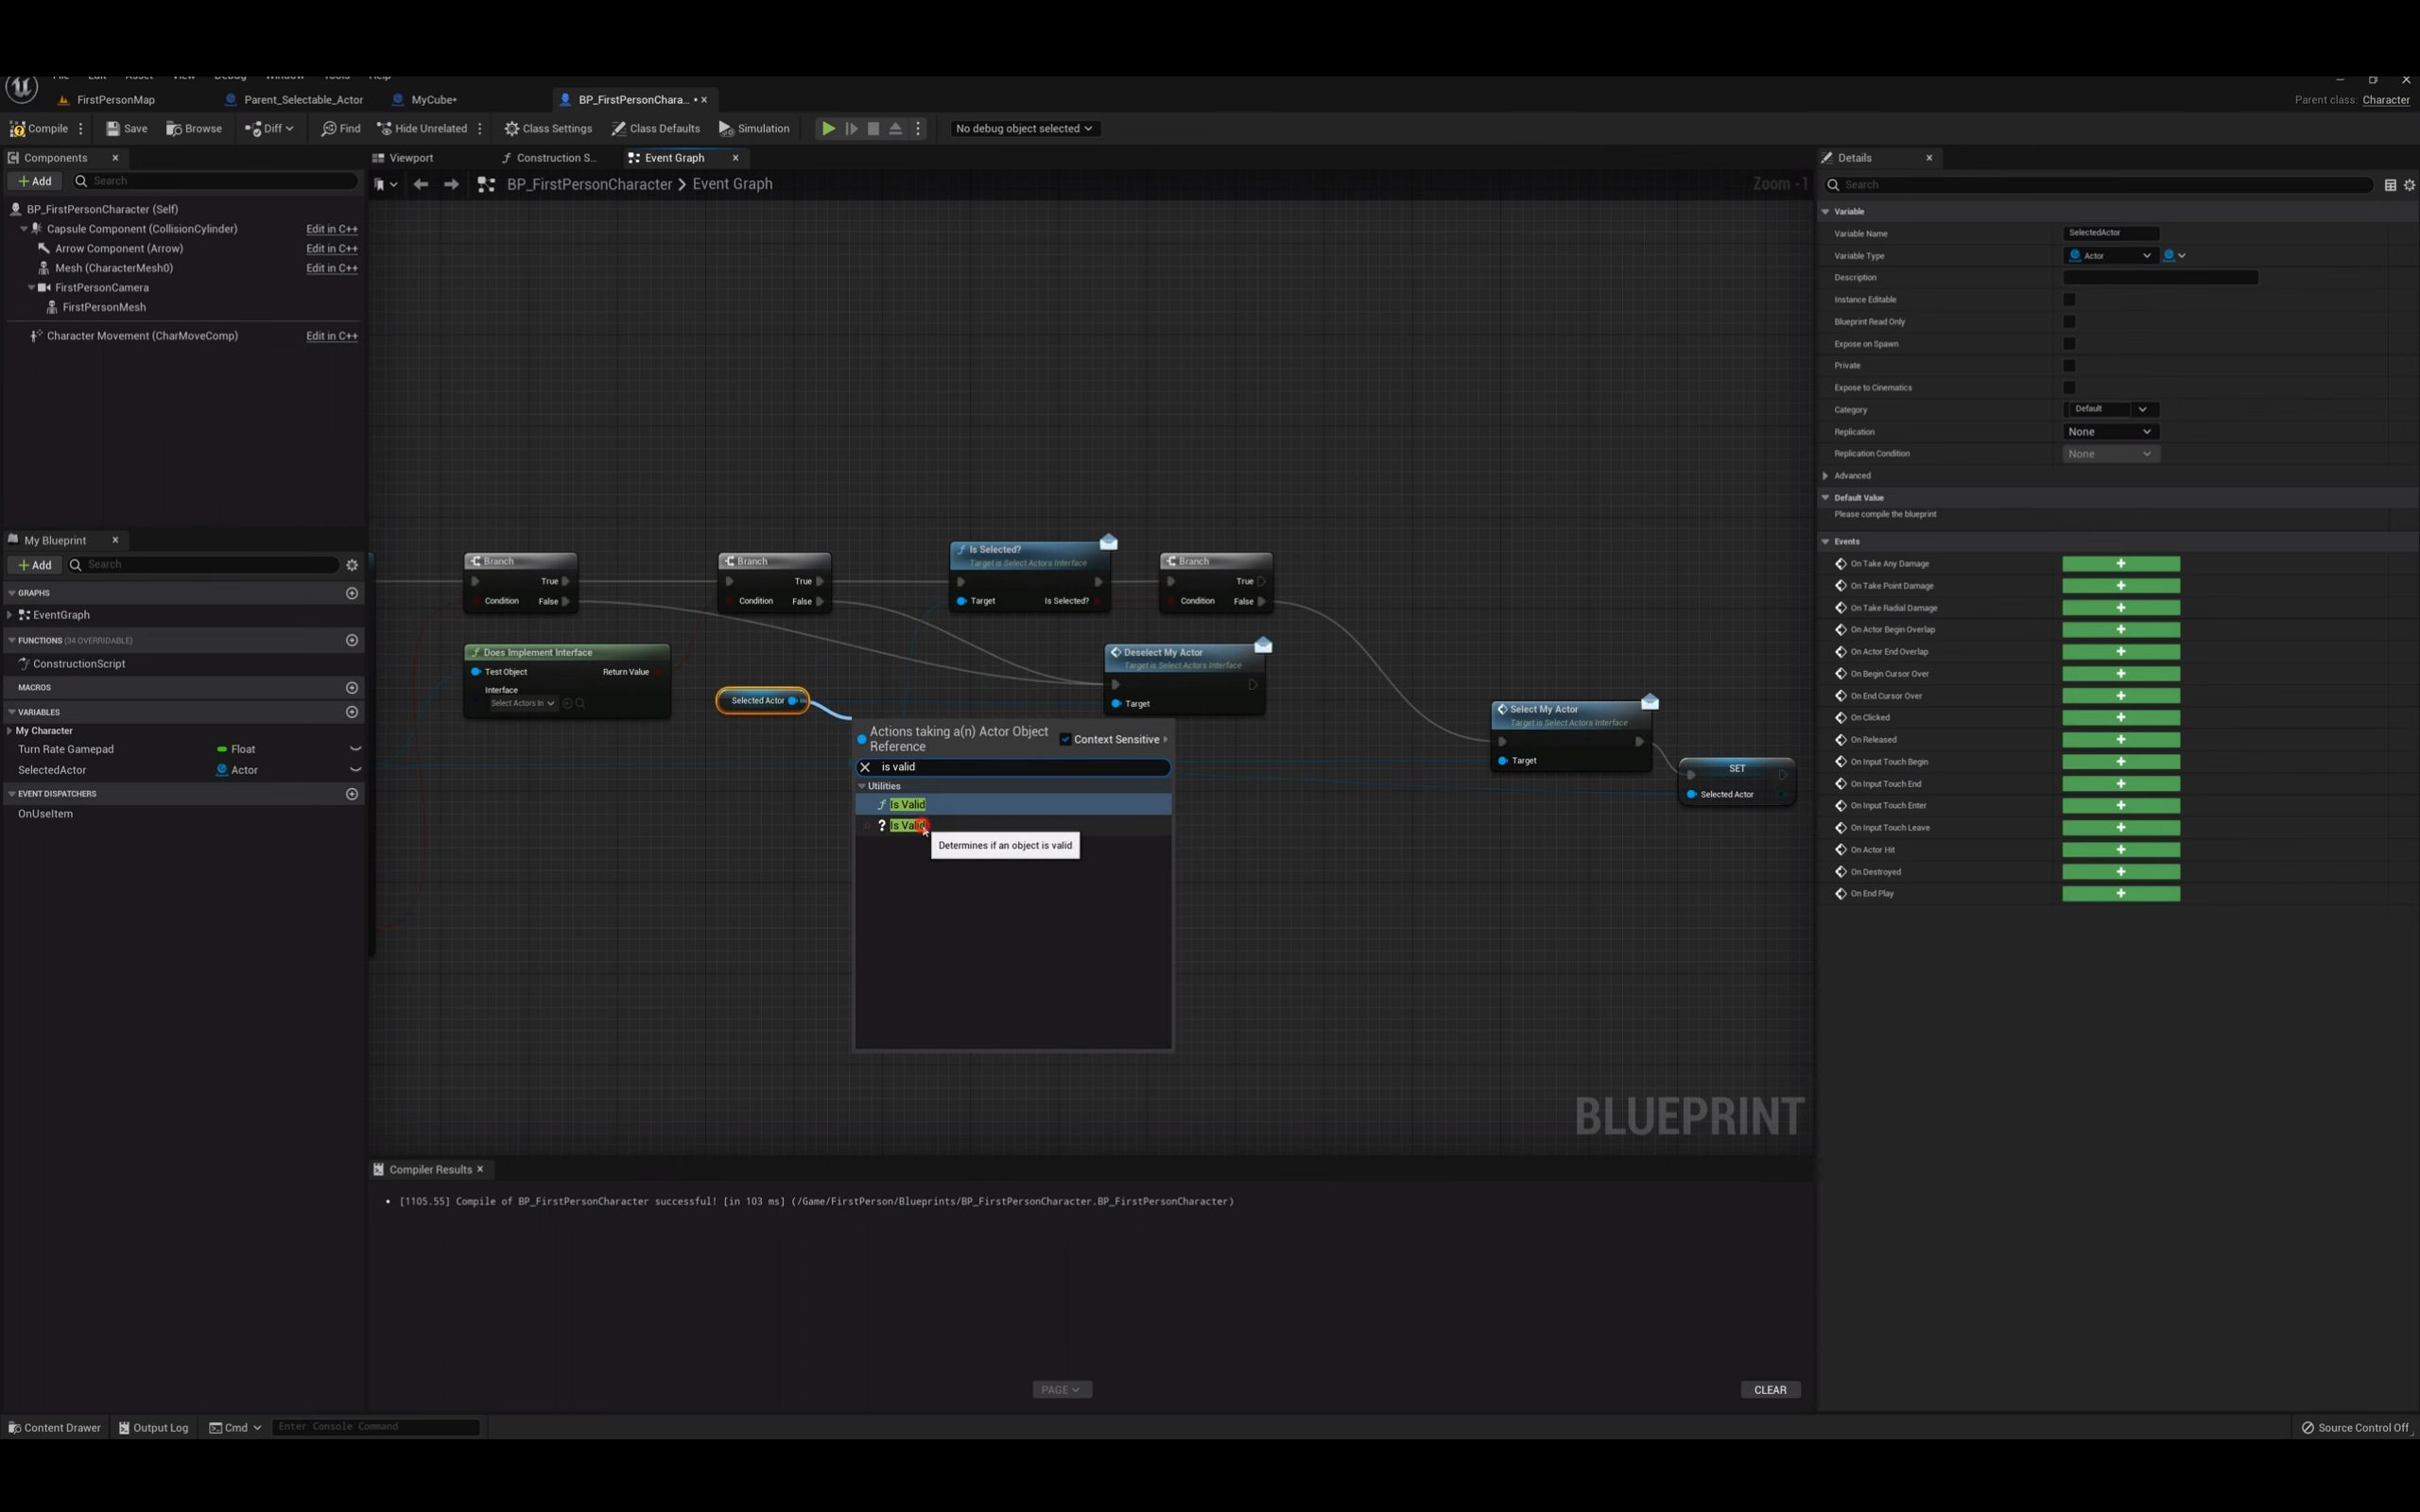 File Edit Asset View Debug Window Tools Help
FirstPersonMap
Parent_Selectable_Actor
MyCube•
BP_FirstPersonChara... •
Parent class: Character
Compile
Save
Browse
Diff
Find
Hide Unrelated
Class Settings
Class Defaults
Simulation
No debug object selected
Components
Add
Search
BP_FirstPersonCharacter (Self)
Capsule Component (CollisionCylinder) Edit in C++
Arrow Component (Arrow) Edit in C++
Mesh (CharacterMesh0) Edit in C++
FirstPersonCamera
FirstPersonMesh
Character Movement (CharMoveComp) Edit in C++
My Blueprint
Add
Search
GRAPHS
EventGraph
FUNCTIONS (34 OVERRIDABLE)
ConstructionScript
MACROS
VARIABLES
My Character
Turn Rate Gamepad Float
SelectedActor Actor
EVENT DISPATCHERS
OnUseItem
Viewport
Construction S...
Event Graph
BP_FirstPersonCharacter > Event Graph
Zoom -1
Branch
True
Condition False
Branch
True
Condition False
Is Selected?
Target is Select Actors Interface
Target Is Selected?
Branch
True
Condition False
Does Implement Interface
Test Object Return Value
Interface
Select Actors In
Selected Actor
Deselect My Actor
Target is Select Actors Interface
Target
Select My Actor
Target is Select Actors Interface
Target
SET
Selected Actor
Actions taking a(n) Actor Object
Reference
Context Sensitive
is valid
Utilities
Is Valid
Is Valid
Determines if an object is valid
BLUEPRINT
Compiler Results
[1105.55] Compile of BP_FirstPersonCharacter successful! [in 103 ms] (/Game/FirstPerson/Blueprints/BP_FirstPersonCharacter.BP_FirstPersonCharacter)
PAGE
CLEAR
Details
Search
Variable
Variable Name SelectedActor
Variable Type Actor
Description
Instance Editable
Blueprint Read Only
Expose on Spawn
Private
Expose to Cinematics
Category Default
Replication None
Replication Condition None
Advanced
Default Value
Please compile the blueprint
Events
On Take Any Damage
On Take Point Damage
On Take Radial Damage
On Actor Begin Overlap
On Actor End Overlap
On Begin Cursor Over
On End Cursor Over
On Clicked
On Released
On Input Touch Begin
On Input Touch End
On Input Touch Enter
On Input Touch Leave
On Actor Hit
On Destroyed
On End Play
Content Drawer
Output Log
Cmd
Enter Console Command
Source Control Off